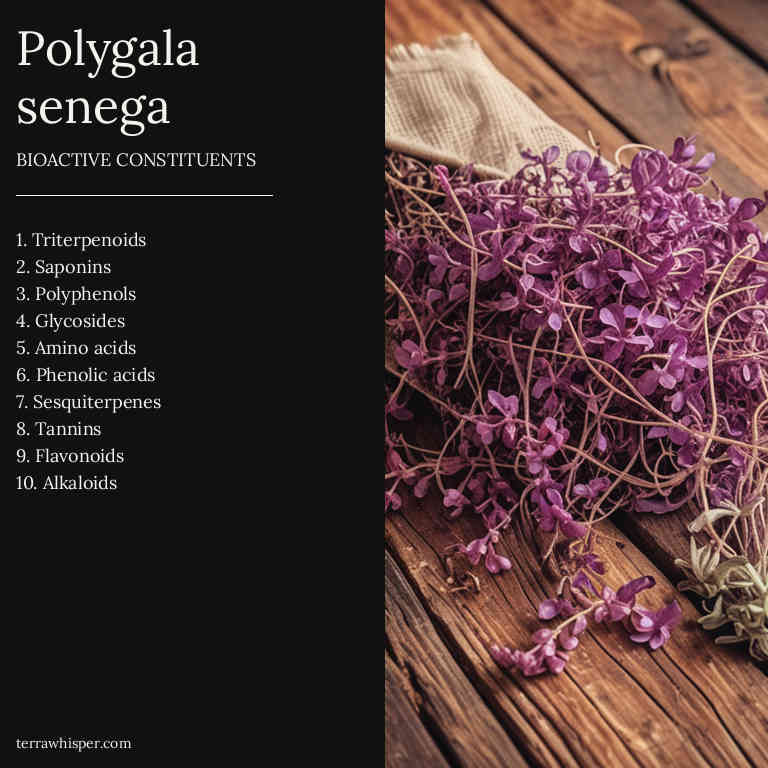 Polygala
senega
BIOACTIVE CONSTITUENTS
1. Triterpenoids
2. Saponins
3. Polyphenols
4. Glycosides
5. Amino acids
6. Phenolic acids
7. Sesquiterpenes
8. Tannins
9. Flavonoids
10. Alkaloids
terrawhisper.com